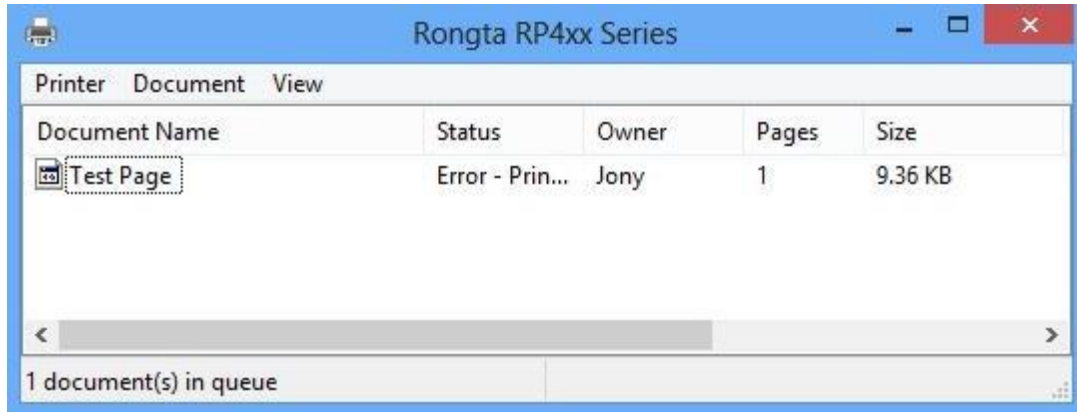 Rongta RP4xx Series
Printer Document View
Document Name Status Owner Pages Size
Test Page Error - Prin... Jony 1 9.36 KB
1 document(s) in queue